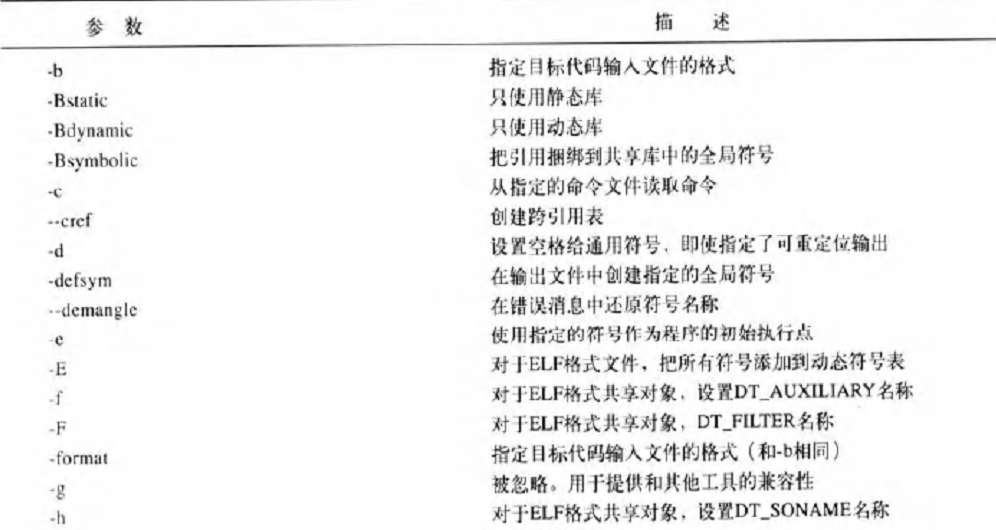 参 数 描 述
-b 指定目标代码输入文件的格式
-Bstatic 只使用静态库
-Bdynamic 只使用动态库
-Bsymbolic 把引用捆绑到共享库中的全局符号
-c 从指定的命令文件读取命令
--cref 创建跨引用表
-d 设置空格给通用符号，即使指定了可重定位输出
-defsym 在输出文件中创建指定的全局符号
--demangle 在错误消息中还原符号名称
-e 使用指定的符号作为程序的初始执行点
-E 对于ELF格式文件，把所有符号添加到动态符号表
-f 对于ELF格式共享对象，设置DT_AUXILIARY名称
-F 对于ELF格式共享对象，DT_FILTER名称
-format 指定目标代码输入文件的格式（和-b相同）
-g 被忽略。用于提供和其他工具的兼容性
-h 对于ELF格式共享对象，设置DT_SONAME名称